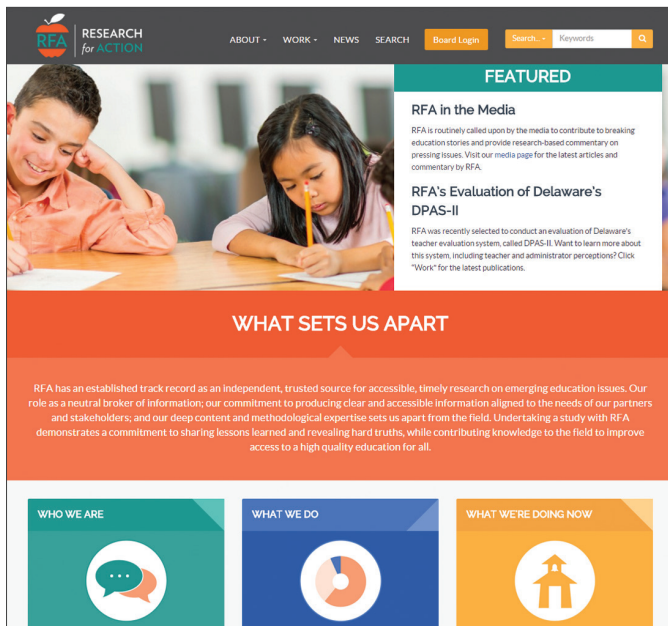 RFA
RESEARCH
for ACTION
ABOUT
WORK
NEWS
SEARCH
Board Login
Search...
Keywords
FEATURED
RFA in the Media
RFA is routinely called upon by the media to contribute to breaking
education stories and provide research-based commentary on
pressing issues. Visit our media page for the latest articles and
commentary by RFA.
RFA's Evaluation of Delaware's
DPAS-II
RFA was recently selected to conduct an evaluation of Delaware's
teacher evaluation system, called DPAS-II. Want to learn more about
this system, including teacher and administrator perceptions? Click
"Work" for the latest publications.
WHAT SETS US APART
RFA has an established track record as an independent, trusted source for accessible, timely research on emerging education issues. Our
role as a neutral broker of information; our commitment to producing clear and accessible information aligned to the needs of our partners
and stakeholders; and our deep content and methodological expertise sets us apart from the field. Undertaking a study with RFA
demonstrates a commitment to sharing lessons learned and revealing hard truths, while contributing knowledge to the field to improve
access to a high quality education for all.
WHO WE ARE
WHAT WE DO
WHAT WE'RE DOING NOW